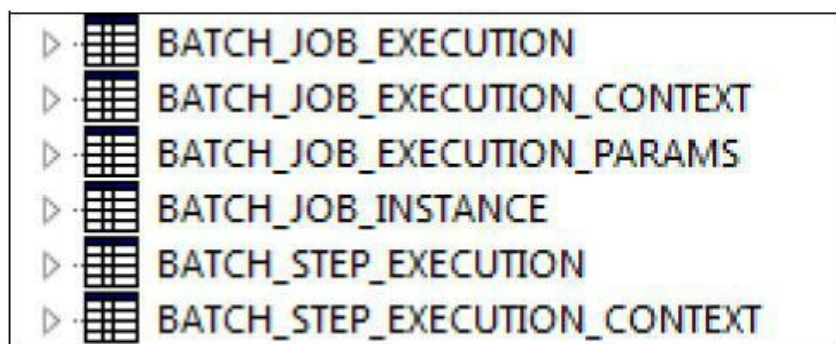 BATCH_JOB_EXECUTION
BATCH_JOB_EXECUTION_CONTEXT
BATCH_JOB_EXECUTION_PARAMS
BATCH_JOB_INSTANCE
BATCH_STEP_EXECUTION
BATCH_STEP_EXECUTION_CONTEXT